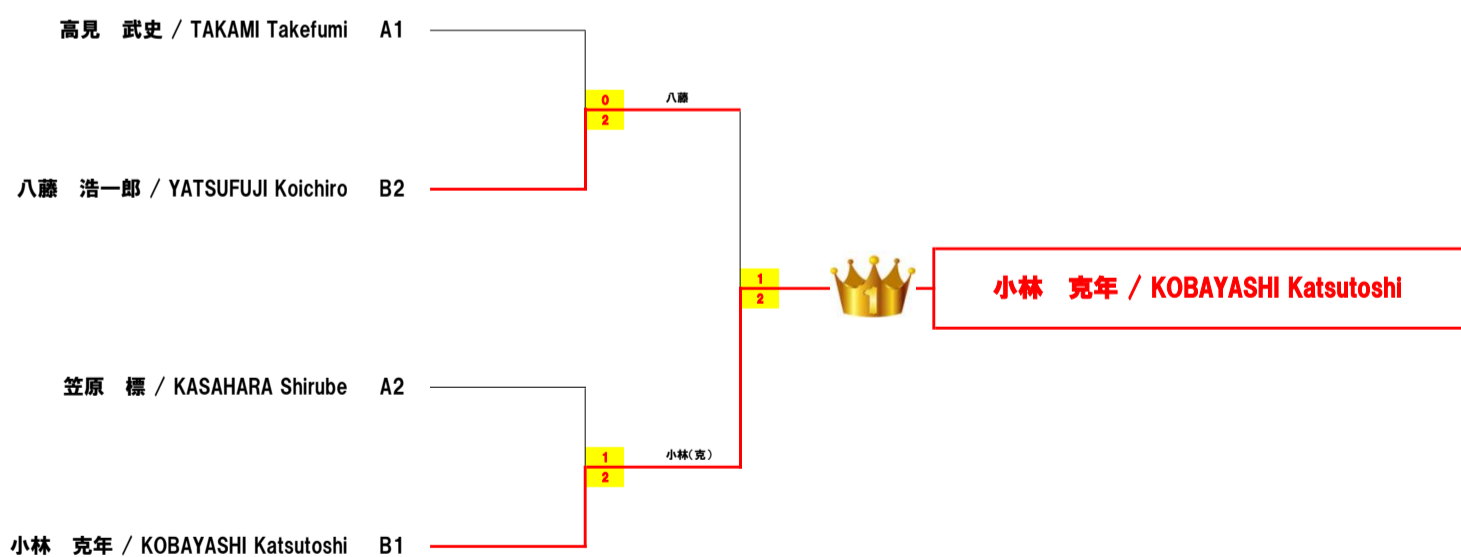 高見　武史 / TAKAMI Takefumi A1
0 八藤
2
八藤　浩一郎 / YATSUFUJI Koichiro B2
1
2
1
小林　克年 / KOBAYASHI Katsutoshi
笠原　標 / KASAHARA Shirube A2
1 小林(克)
2
小林　克年 / KOBAYASHI Katsutoshi B1